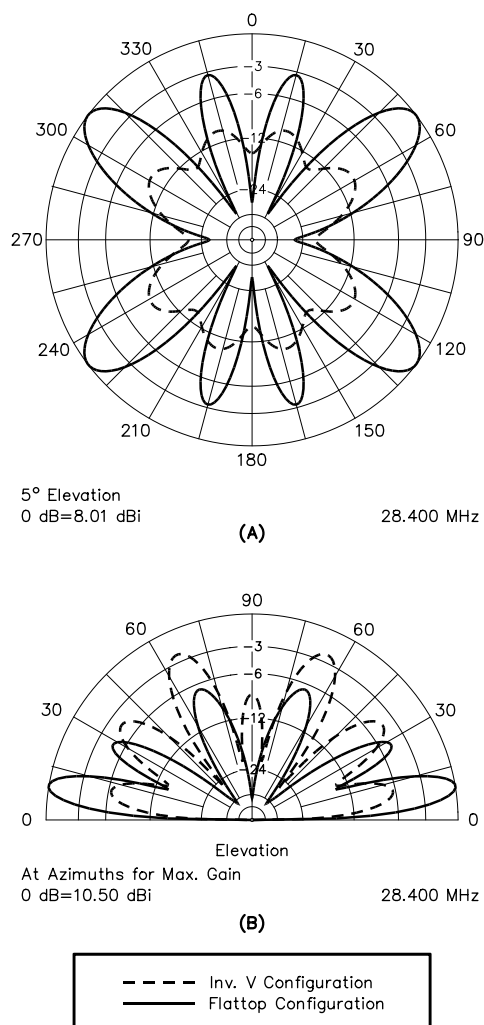 0
330 30
-3
-6
300 60
-12
-24
270 90
240 120
210 150
180
5° Elevation
0 dB=8.01 dBi 28.400 MHz
(A)
90
60 60
-3
-6
30 30
-12
-24
0 0
Elevation
At Azimuths for Max. Gain
0 dB=10.50 dBi 28.400 MHz
(B)
Inv. V Configuration
Flattop Configuration